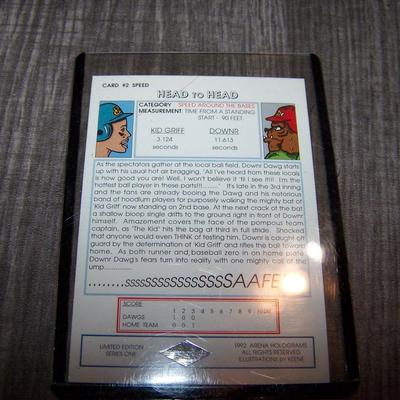 CARD #2 SPEED
HEAD TO HEAD
CATEGORY - SPEED AROUND THE BASES
MEASUREMENT: TIME FROM A STANDING
START - 90 FEET
KID GRIFF
DOWNR
3.124
11.613
seconds
seconds
As the spectators gather at the local ball field, Downr Dawg starts
up with his usual hot air bragging, 'All I've heard from these
locals is how good you are! Well, I won't believe it 'til I see it!!! I'm the
hottest ball player in these parts!!!..........' It's late in the 3rd inning
and the fans are already booing the Dawg and his notorious
band of hoodlum players for purposely walking the mighty bat of
Kid Griff now standing on 2nd base. At the next crack of the bat
a shallow bloop single drifts to the ground right in front of Downr
himself. Amazement covers the face of the pompous team
captain, as 'The Kid' hits the bag at third in full stride. Shocked
that anyone would even THINK of testing him, Downr is caught off
guard by the determination of Kid Griff and rifles the ball toward
home. As both runner and baseball zero in on home plate
Downr Dawg's fears turn into reality with one mighty call of the
ump..........
........sssssSSSSSSSSSSSSAAFE
SCORE
1 2 3 4 5 6 7 8 9 TOTAL
DAWGS 1 0 0
HOME TEAM 0 0 1
LIMITED EDITION
SERIES ONE
1992 ARENA HOLOGRAMS
ALL RIGHTS RESERVED
ILLUSTRATIONS BY KEENE